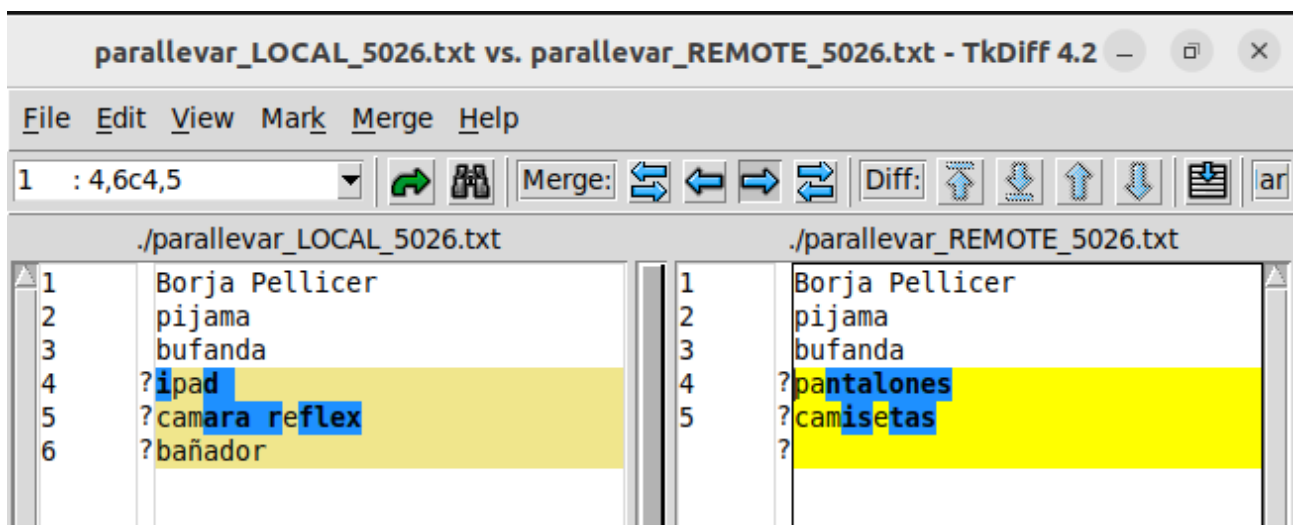 parallevar_LOCAL_5026.txt vs. parallevar_REMOTE_5026.txt - TkDiff 4.2
File Edit View Mark Merge Help
1 : 4,6c4,5 Merge: Diff: ar
./parallevar_LOCAL_5026.txt ./parallevar_REMOTE_5026.txt
1 Borja Pellicer 1 Borja Pellicer
2 pijama 2 pijama
3 bufanda 3 bufanda
4 ?ipad 4 ?pantalones
5 ?camara reflex 5 ?camisetas
6 ?bañador ?